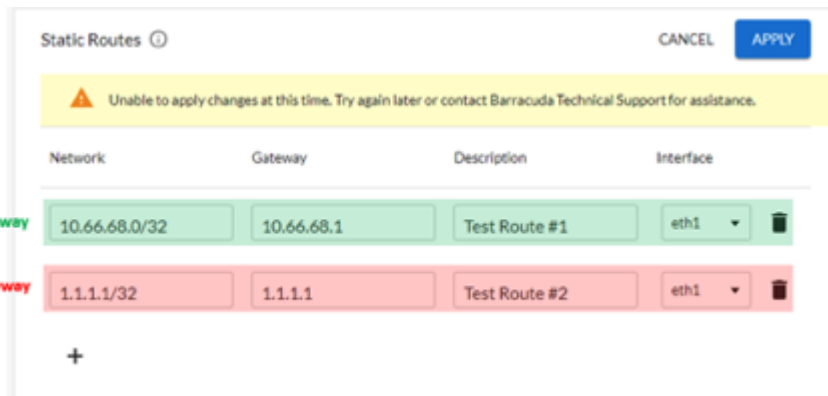 Static Routes
CANCEL
APPLY
Unable to apply changes at this time. Try again later or contact Barracuda Technical Support for assistance.
Network Gateway Description Interface
way 10.66.68.0/32 10.66.68.1 Test Route #1 eth1
way 1.1.1.1/32 1.1.1.1 Test Route #2 eth1
+